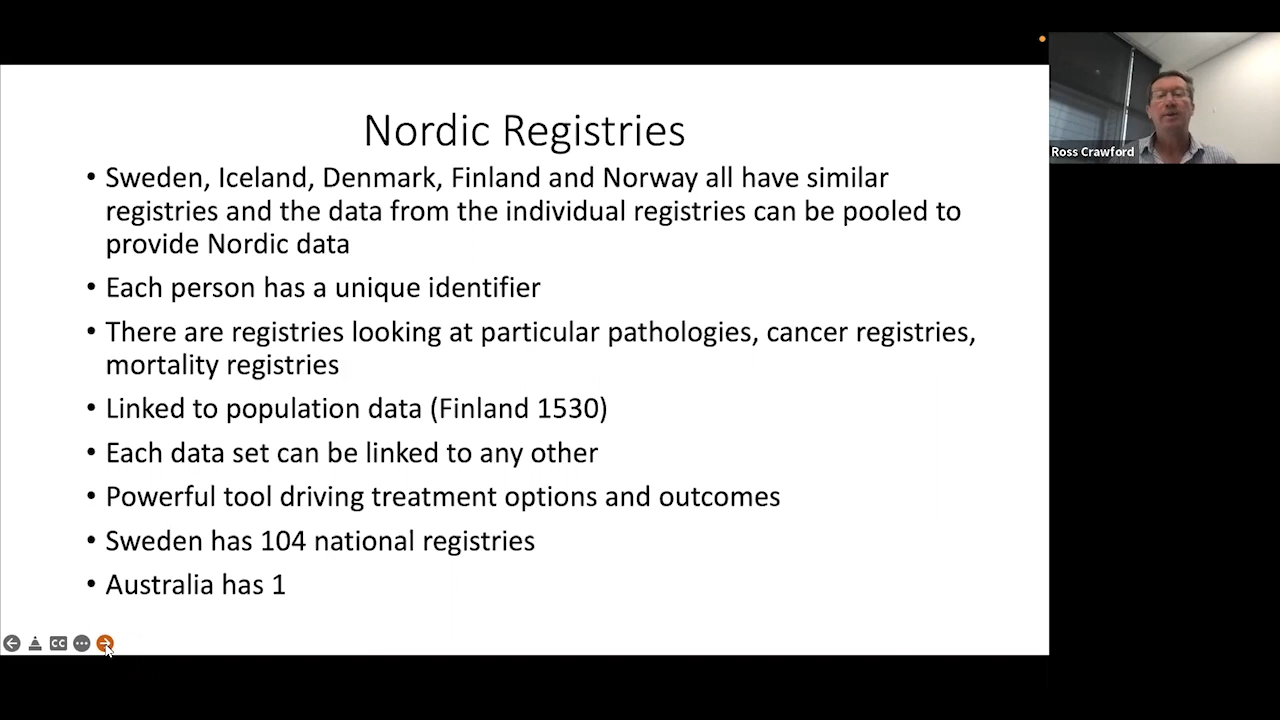 Nordic Registries
• Sweden, Iceland, Denmark, Finland and Norway all have similar
registries and the data from the individual registries can be pooled to
provide Nordic data
• Each person has a unique identifier
• There are registries looking at particular pathologies, cancer registries,
mortality registries
• Linked to population data (Finland 1530)
• Each data set can be linked to any other
• Powerful tool driving treatment options and outcomes
• Sweden has 104 national registries
• Australia has 1
CC
Ross Crawford